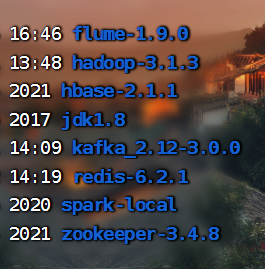 16:46 flume-1.9.0
13:48 hadoop-3.1.3
2021 hbase-2.1.1
2017 jdk1.8
14:09 kafka_2.12-3.0.0
14:19 redis-6.2.1
2020 spark-local
2021 zookeeper-3.4.8